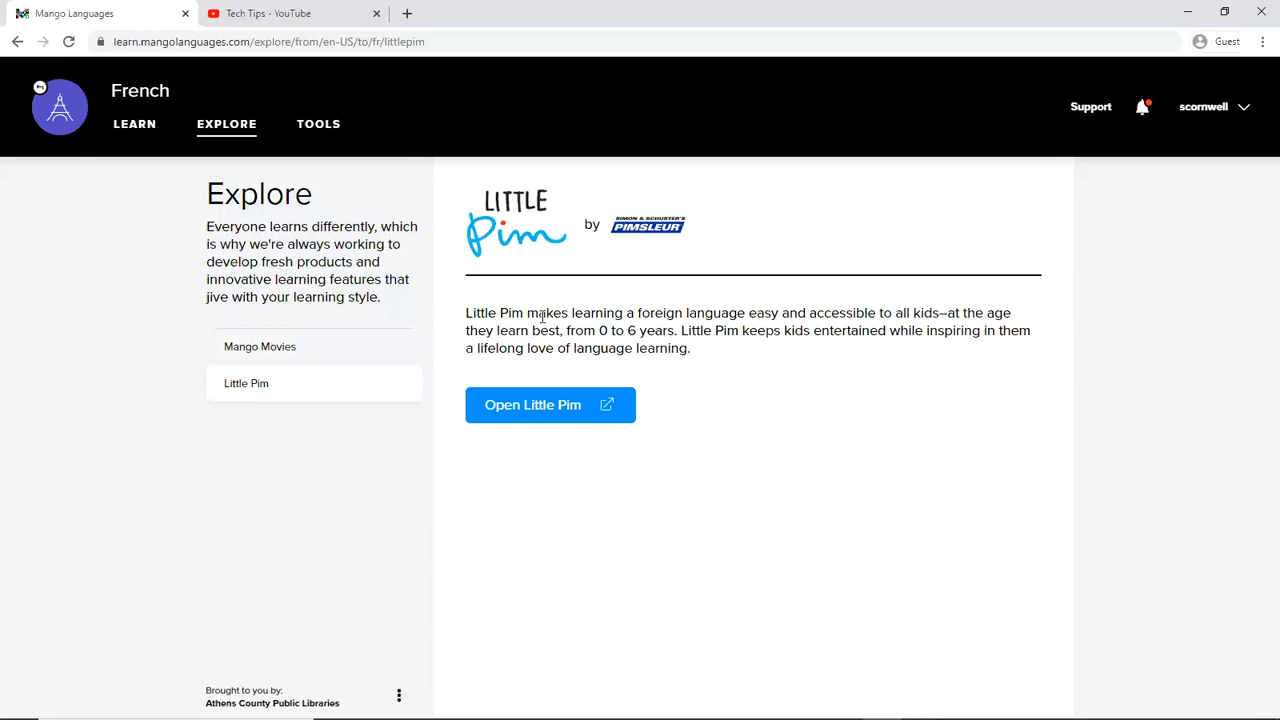 Mango Languages
Tech Tips - YouTube
learn.mangolanguages.com/explore/from/en-US/to/fr/littlepim
Guest
French
LEARN EXPLORE TOOLS
Support
scornwell
Explore
Everyone learns differently, which
is why we're always working to
develop fresh products and
innovative learning features that
jive with your learning style.
Mango Movies
Little Pim
Brought to you by:
Athens County Public Libraries
LITTLE
Pim
by
SIMON & SCHUSTER'S
PIMSLEUR
Little Pim makes learning a foreign language easy and accessible to all kids–at the age
they learn best, from 0 to 6 years. Little Pim keeps kids entertained while inspiring in them
a lifelong love of language learning.
Open Little Pim